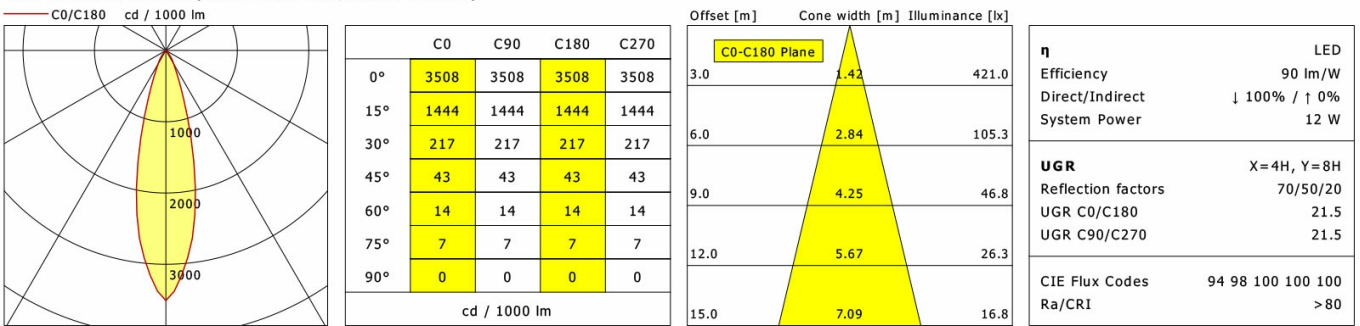 C0/C180 cd / 1000 lm
1000
2000
3000
C0 C90 C180 C270
0° 3508 3508 3508 3508
15° 1444 1444 1444 1444
30° 217 217 217 217
45° 43 43 43 43
60° 14 14 14 14
75° 7 7 7 7
90° 0 0 0 0
cd / 1000 lm
Offset [m] Cone width [m] Illuminance [lx]
C0-C180 Plane
3.0 1.42 421.0
6.0 2.84 105.3
9.0 4.25 46.8
12.0 5.67 26.3
15.0 7.09 16.8
η LED
Efficiency 90 lm/W
Direct/Indirect ↓ 100% / ↑ 0%
System Power 12 W
UGR X=4H, Y=8H
Reflection factors 70/50/20
UGR C0/C180 21.5
UGR C90/C270 21.5
CIE Flux Codes 94 98 100 100 100
Ra/CRI >80